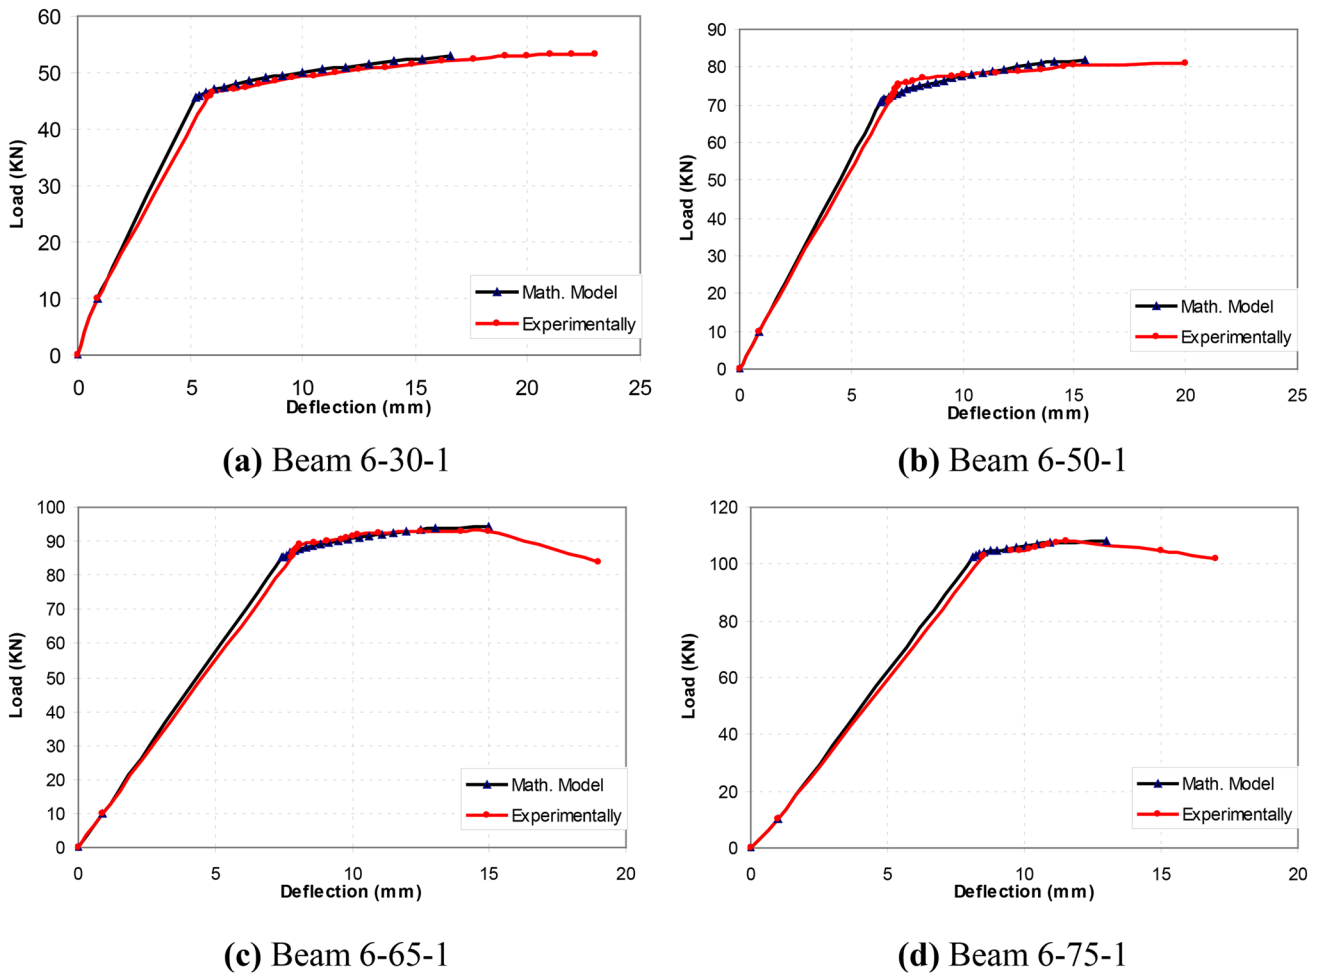 60
50
40
30
20
10
0
Load (KN)
0 5 10 15 20 25
Deflection (mm)
Math. Model
Experimentally
(a) Beam 6-30-1
90
80
70
60
50
40
30
20
10
0
Load (KN)
0 5 10 15 20 25
Deflection (mm)
Math. Model
Experimentally
(b) Beam 6-50-1
100
90
80
70
60
50
40
30
20
10
0
Load (KN)
0 5 10 15 20
Deflection (mm)
Math. Model
Experimentally
(c) Beam 6-65-1
120
100
80
60
40
20
0
Load (KN)
0 5 10 15 20
Deflection (mm)
Math. Model
Experimentally
(d) Beam 6-75-1